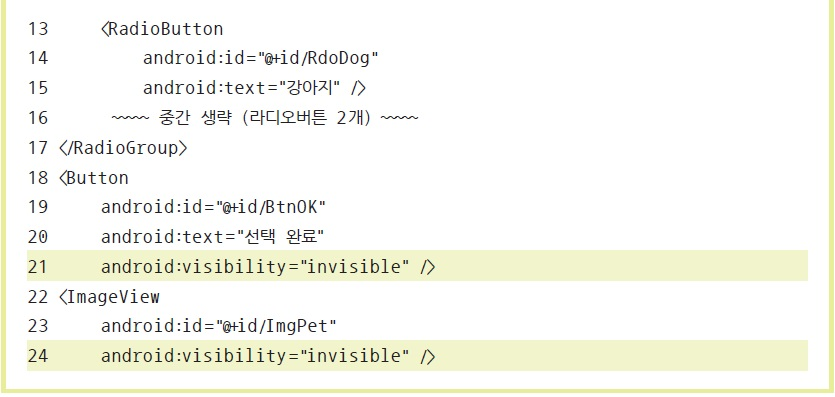 13     <RadioButton
14         android:id="@+id/RdoDog"
15         android:text="강아지" />
16      ~~~~~ 중간 생략 (라디오버튼 2개) ~~~~~
17 </RadioGroup>
18 <Button
19     android:id="@+id/BtnOK"
20     android:text="선택 완료"
21     android:visibility="invisible" />
22 <ImageView
23     android:id="@+id/ImgPet"
24     android:visibility="invisible" />